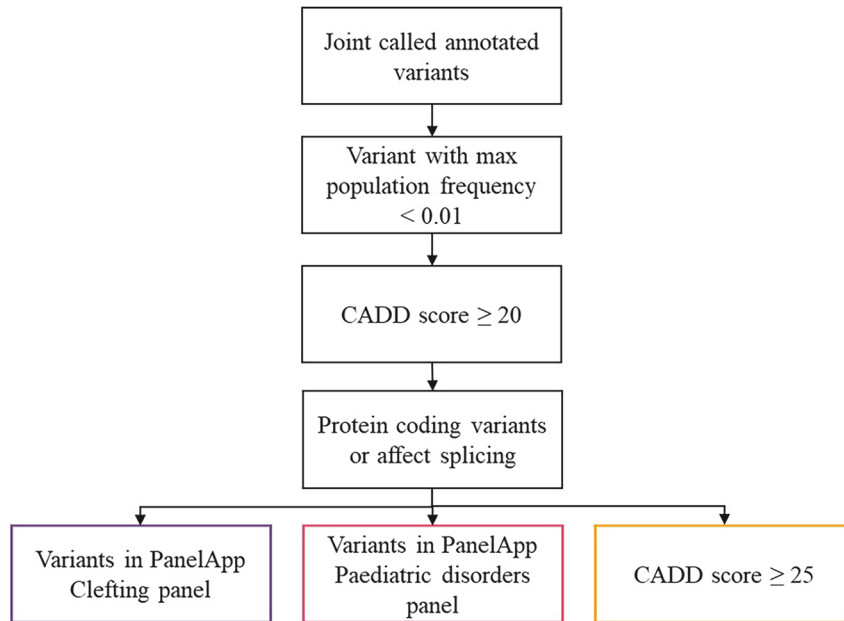 Joint called annotated
variants
Variant with max
population frequency
< 0.01
CADD score ≥ 20
Protein coding variants
or affect splicing
Variants in PanelApp
Clefting panel
Variants in PanelApp
Paediatric disorders
panel
CADD score ≥ 25